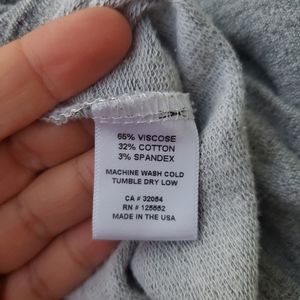 65% VISCOSE
32% COTTON
3% SPANDEX
MACHINE WASH COLD
TUMBLE DRY LOW
CA # 32054
RN # 125552
MADE IN THE USA